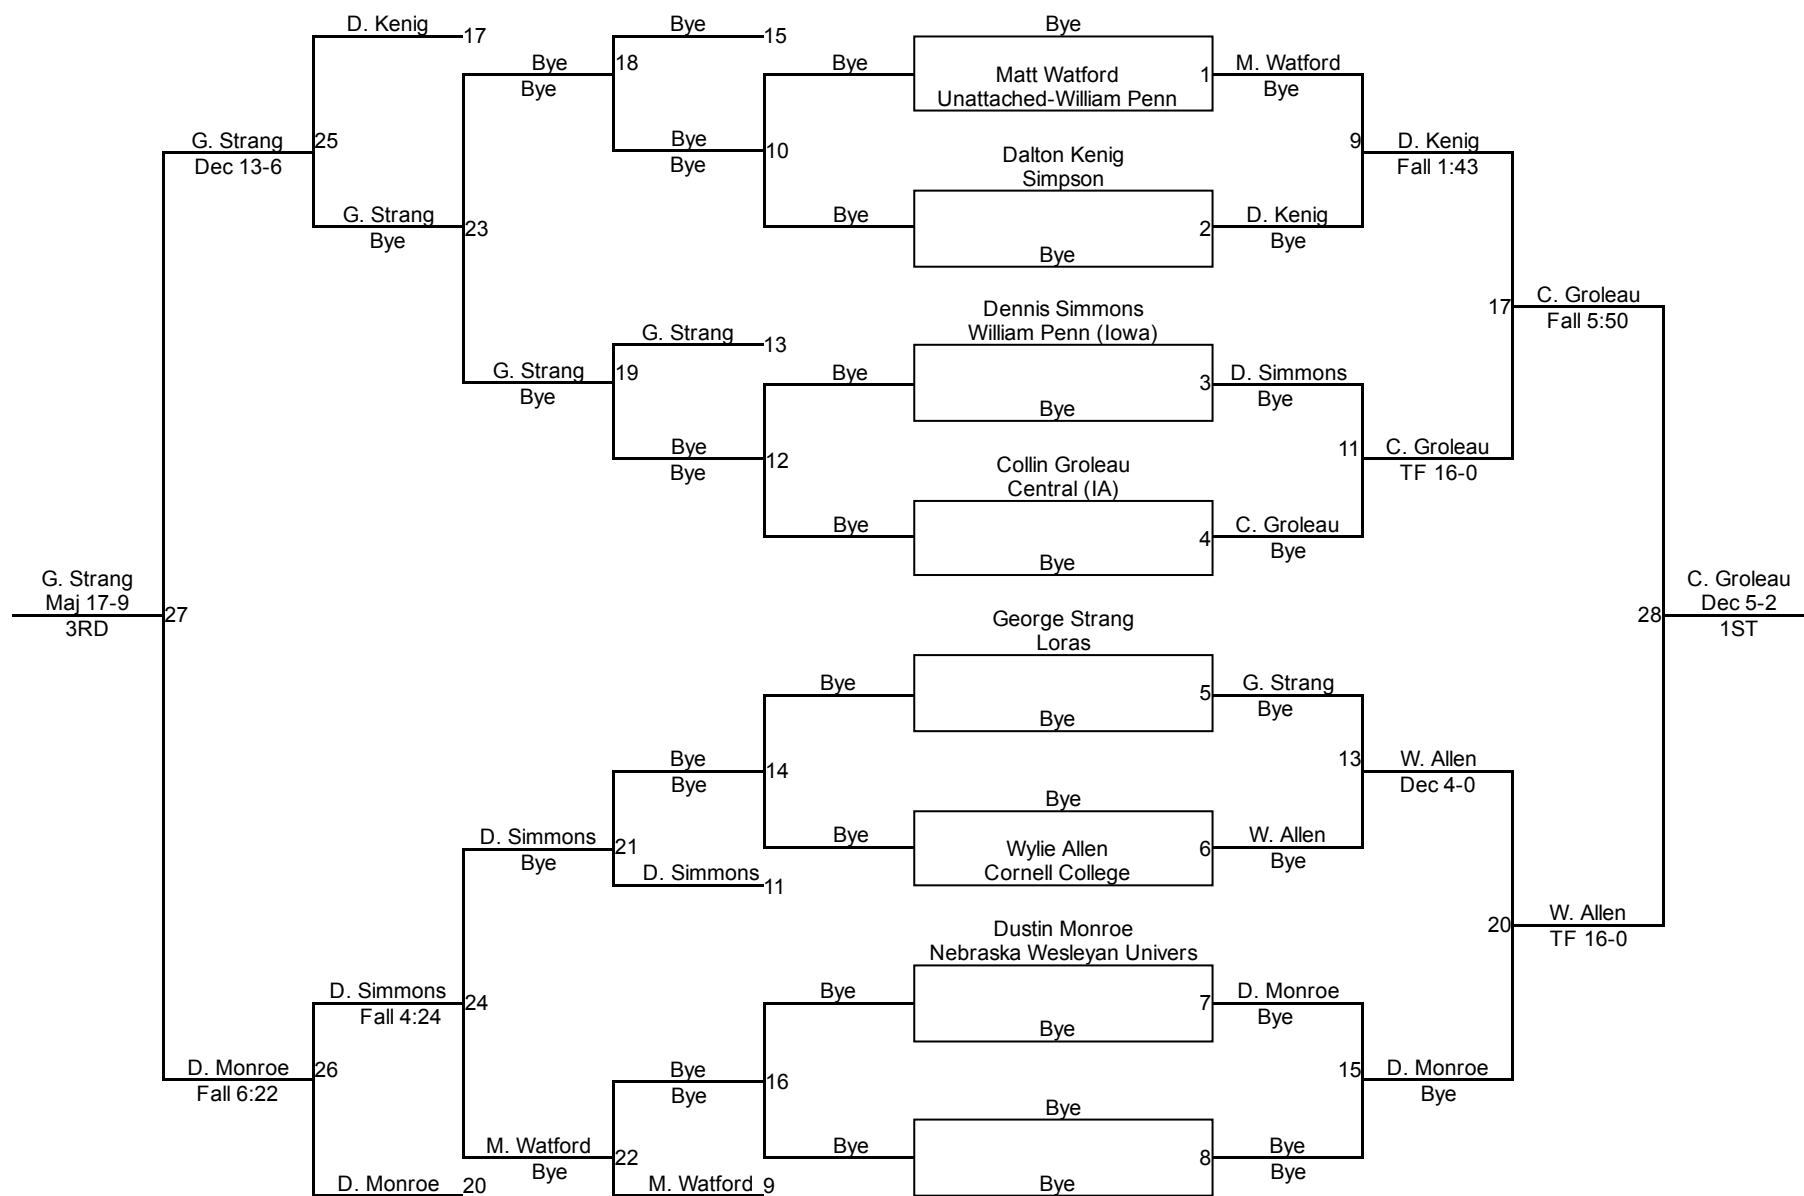 D. Kenig
17
Bye
15
Bye
Bye
Bye
18
Bye
Matt Watford
1
M. Watford
Bye
Unattached-William Penn
Bye
G. Strang
25
Bye
10
9
D. Kenig
Dec 13-6
Bye
Dalton Kenig
Fall 1:43
Simpson
G. Strang
23
Bye
2
D. Kenig
Bye
Bye
Bye
Dennis Simmons
17
C. Groleau
G. Strang
13
William Penn (Iowa)
Fall 5:50
G. Strang
19
Bye
3
D. Simmons
Bye
Bye
Bye
Bye
12
11
C. Groleau
Bye
Collin Groleau
TF 16-0
Central (IA)
Bye
4
C. Groleau
Bye
Bye
G. Strang
C. Groleau
Maj 17-9
27
28
Dec 5-2
3RD
1ST
George Strang
Loras
Bye
5
G. Strang
Bye
Bye
Bye
14
13
W. Allen
Bye
Bye
Dec 4-0
D. Simmons
21
Bye
Wylie Allen
6
W. Allen
Bye
Cornell College
Bye
D. Simmons
11
20
W. Allen
Dustin Monroe
TF 16-0
Nebraska Wesleyan Univers
D. Simmons
24
Bye
7
D. Monroe
Fall 4:24
Bye
Bye
D. Monroe
26
Bye
16
15
D. Monroe
Fall 6:22
Bye
Bye
Bye
M. Watford
22
Bye
8
Bye
Bye
Bye
D. Monroe
20
M. Watford
9
Bye